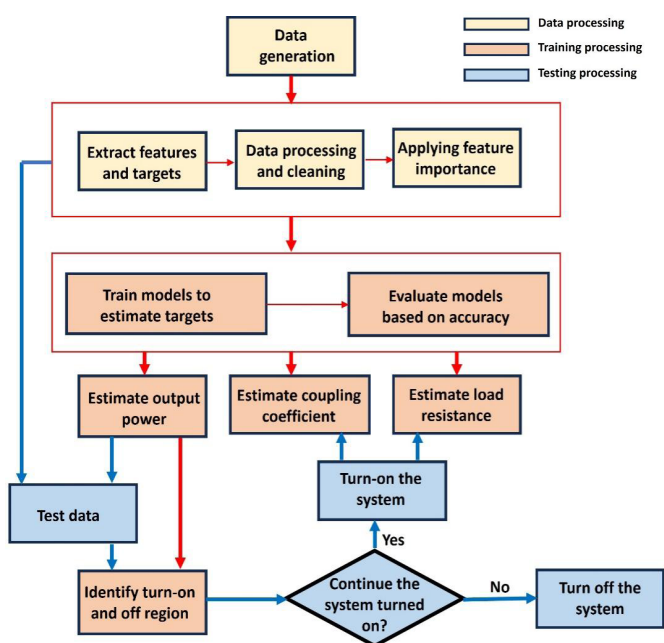 Data
generation
Data processing
Training processing
Testing processing
Extract features
and targets
Data processing
and cleaning
Applying feature
importance
Train models to
estimate targets
Evaluate models
based on accuracy
Estimate output
power
Estimate coupling
coefficient
Estimate load
resistance
Turn-on the
system
Test data
Yes
Identify turn-on
and off region
Continue the
system turned
on?
No
Turn off the
system